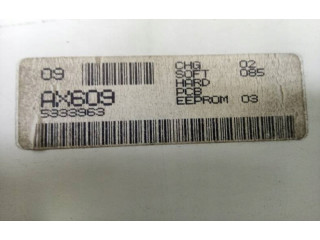 09 CHG 02
SOFT 085
HARD
AX609 PCB
5333963 EEPROM 03